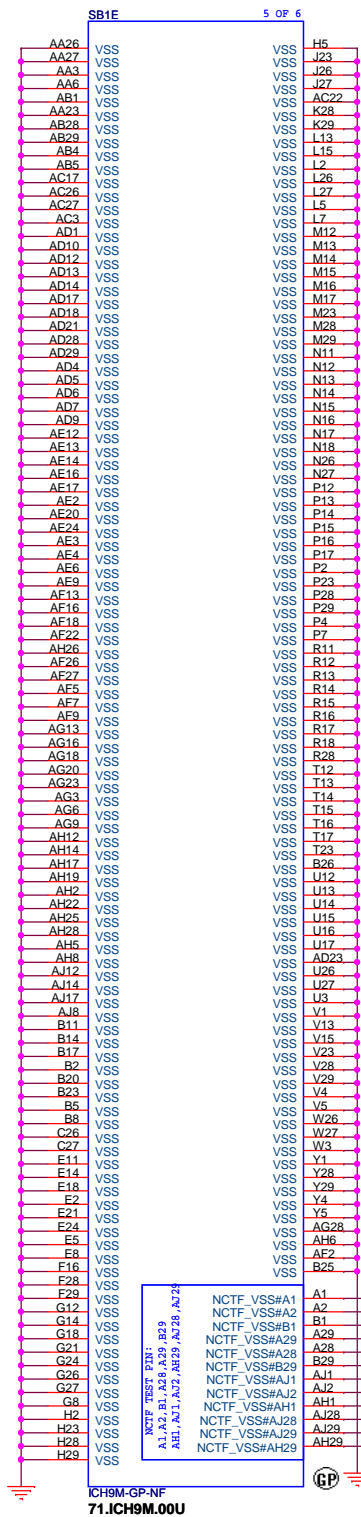 SB1E 5 OF 6
AA26 VSS VSS H5
AA27 VSS VSS J23
AA3 VSS VSS J26
AA6 VSS VSS J27
AB1 VSS VSS AC22
AA23 VSS VSS K28
AB28 VSS VSS K29
AB29 VSS VSS L13
AB4 VSS VSS L15
AB5 VSS VSS L2
AC17 VSS VSS L26
AC26 VSS VSS L27
AC27 VSS VSS L5
AC3 VSS VSS L7
AD1 VSS VSS M12
AD10 VSS VSS M13
AD12 VSS VSS M14
AD13 VSS VSS M15
AD14 VSS VSS M16
AD17 VSS VSS M17
AD18 VSS VSS M23
AD21 VSS VSS M28
AD28 VSS VSS M29
AD29 VSS VSS N11
AD4 VSS VSS N12
AD5 VSS VSS N13
AD6 VSS VSS N14
AD7 VSS VSS N15
AD9 VSS VSS N16
AE12 VSS VSS N17
AE13 VSS VSS N18
AE14 VSS VSS N26
AE16 VSS VSS N27
AE17 VSS VSS P12
AE2 VSS VSS P13
AE20 VSS VSS P14
AE24 VSS VSS P15
AE3 VSS VSS P16
AE4 VSS VSS P17
AE6 VSS VSS P2
AE9 VSS VSS P23
AF13 VSS VSS P28
AF16 VSS VSS P29
AF18 VSS VSS P4
AF22 VSS VSS P7
AH26 VSS VSS R11
AF26 VSS VSS R12
AF27 VSS VSS R13
AF5 VSS VSS R14
AF7 VSS VSS R15
AF9 VSS VSS R16
AG13 VSS VSS R17
AG16 VSS VSS R18
AG18 VSS VSS R28
AG20 VSS VSS T12
AG23 VSS VSS T13
AG3 VSS VSS T14
AG6 VSS VSS T15
AG9 VSS VSS T16
AH12 VSS VSS T17
AH14 VSS VSS T23
AH17 VSS VSS B26
AH19 VSS VSS U12
AH2 VSS VSS U13
AH22 VSS VSS U14
AH25 VSS VSS U15
AH28 VSS VSS U16
AH5 VSS VSS U17
AH8 VSS VSS AD23
AJ12 VSS VSS U26
AJ14 VSS VSS U27
AJ17 VSS VSS U3
AJ8 VSS VSS V1
B11 VSS VSS V13
B14 VSS VSS V15
B17 VSS VSS V23
B2 VSS VSS V28
B20 VSS VSS V29
B23 VSS VSS V4
B5 VSS VSS V5
B8 VSS VSS W26
C26 VSS VSS W27
C27 VSS VSS W3
E11 VSS VSS Y1
E14 VSS VSS Y28
E18 VSS VSS Y29
E2 VSS VSS Y4
E21 VSS VSS Y5
E24 VSS VSS AG28
E5 VSS VSS AH6
E8 VSS VSS AF2
F16 VSS VSS B25
F28 VSS
F29 VSS NCTF_VSS#A1 A1
G12 VSS NCTF_VSS#A2 A2
G14 VSS NCTF_VSS#B1 B1
G18 VSS NCTF_VSS#A29 A29
G21 VSS NCTF_VSS#A28 A28
G24 VSS NCTF_VSS#B29 B29
G26 VSS NCTF_VSS#AJ1 AJ1
G27 VSS NCTF_VSS#AJ2 AJ2
G8 VSS NCTF_VSS#AH1 AH1
H2 VSS NCTF_VSS#AJ28 AJ28
H23 VSS NCTF_VSS#AJ29 AJ29
H28 VSS NCTF_VSS#AH29 AH29
H29 VSS
NCTF TEST PIN:
A1,A2,B1,A28,A29,B29
AH1,AJ1,AJ2,AH29,AJ28,AJ29
GP
ICH9M-GP-NF
71.ICH9M.00U